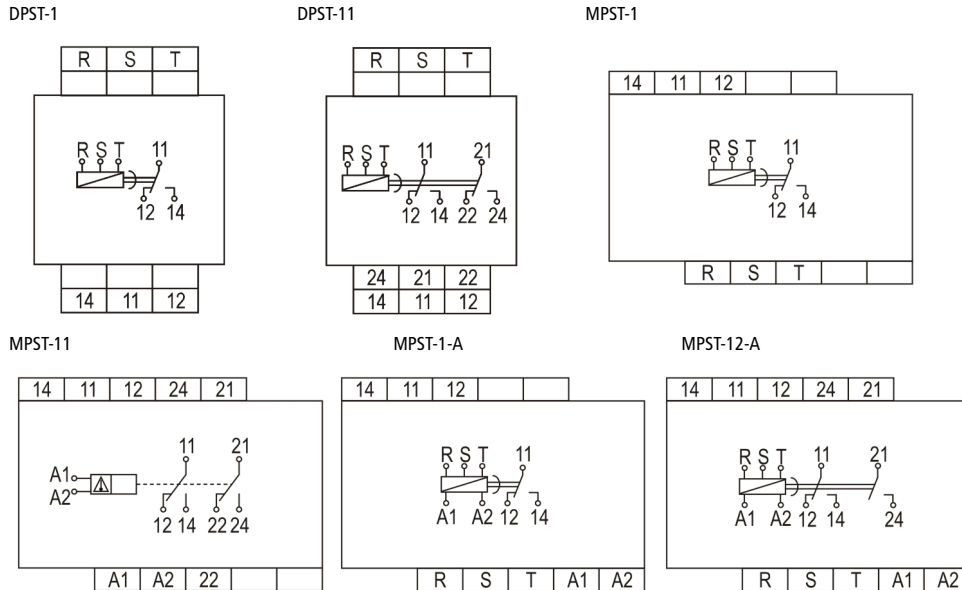 DPST-1 DPST-11 MPST-1
R S T R S T
14 11 12
R S T 11 R S T 11 21 R S T 11
12 14 12 14 22 24 12 14
24 21 22 R S T
14 11 12 14 11 12
MPST-11 MPST-1-A MPST-12-A
14 11 12 24 21 14 11 12 14 11 12 24 21
11 21 R S T 11 R S T 11 21
A1
A2
12 14 22 24 A1 A2 12 14 A1 A2 12 14 24
A1 A2 22 R S T A1 A2 R S T A1 A2